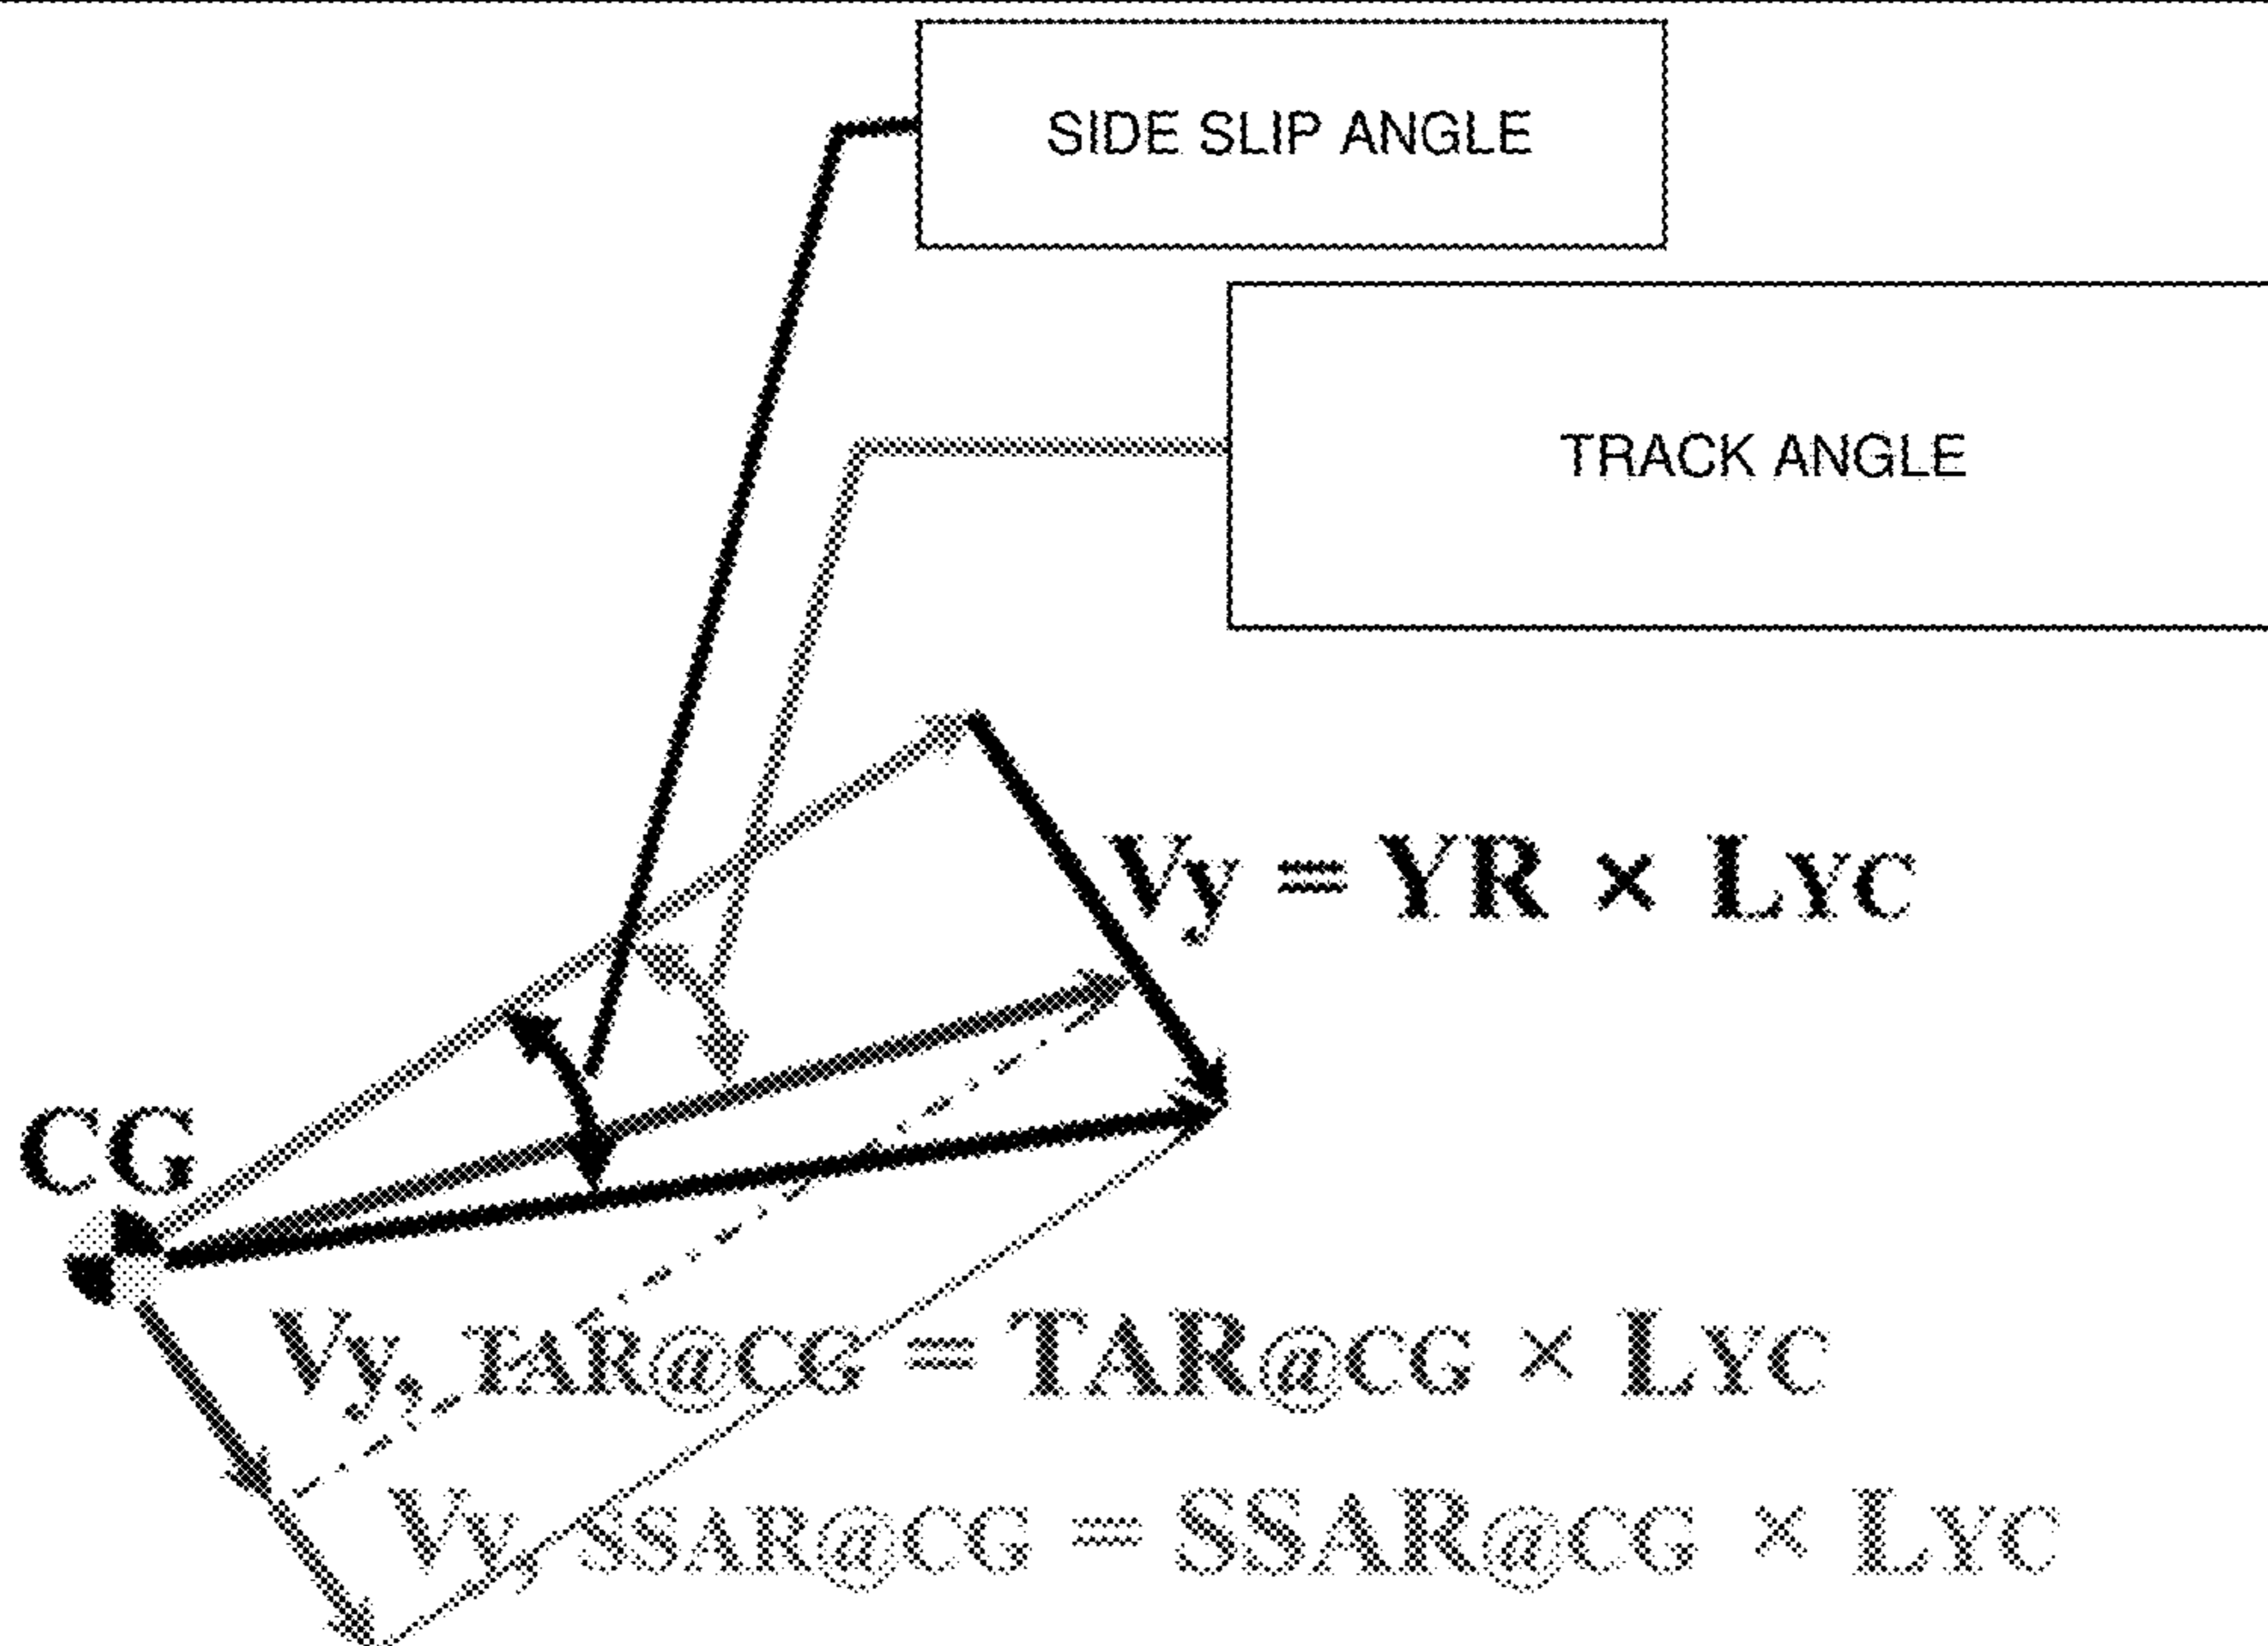 SIDE SLIP ANGLE
TRACK ANGLE
Vy = YR × LYC
CG
Vy, TAR@CG = TAR@CG × LYC
Vy, SSAR@CG = SSAR@CG × LYC